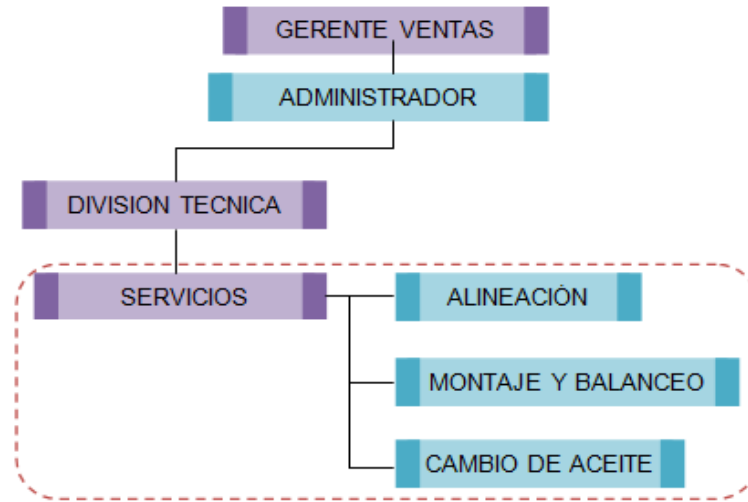 GERENTE VENTAS
ADMINISTRADOR
DIVISION TECNICA
SERVICIOS
ALINEACIÓN
MONTAJE Y BALANCEO
CAMBIO DE ACEITE